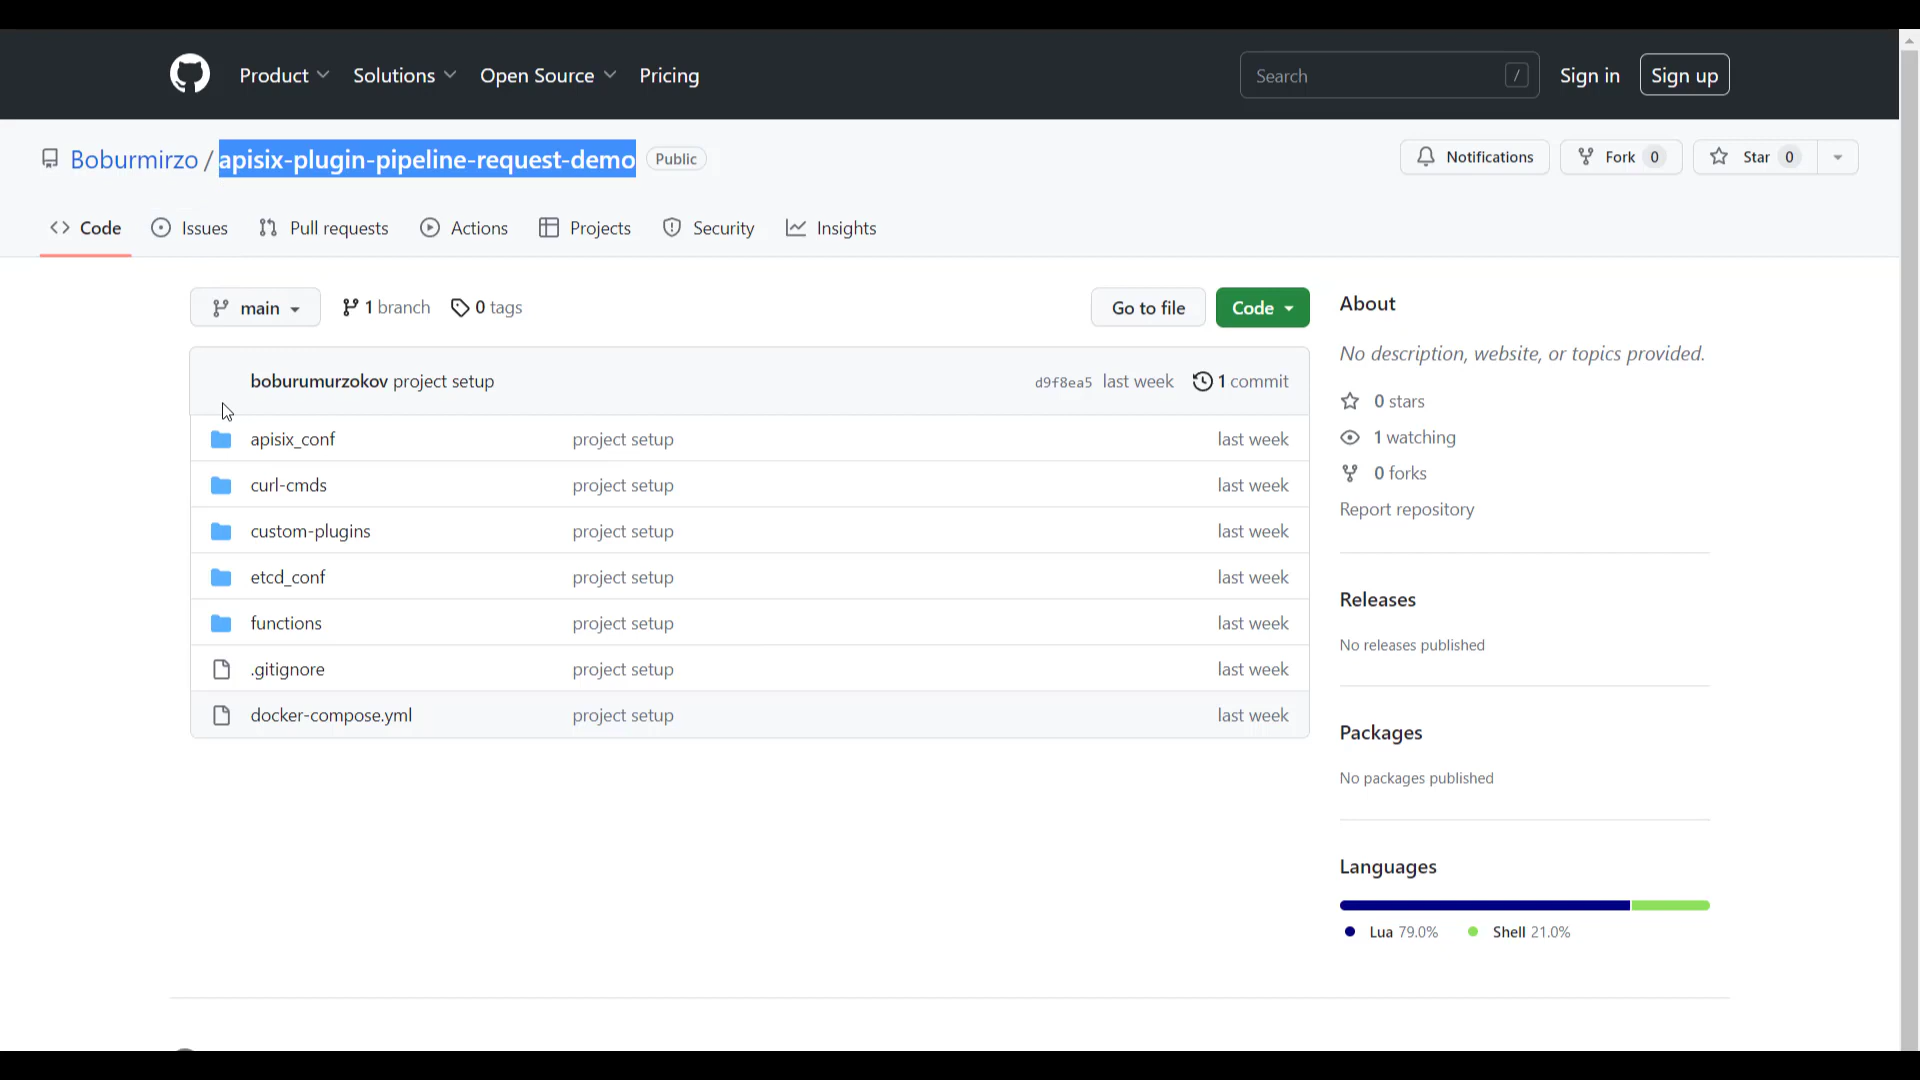 Product Solutions Open Source Pricing Search / Sign in Sign up
Boburmirzo / apisix-plugin-pipeline-request-demo Public Notifications Fork 0 Star 0
Code Issues Pull requests Actions Projects Security Insights
main 1 branch 0 tags Go to file Code
boburumurzokov project setup d9f8ea5 last week 1 commit
apisix_conf project setup last week
curl-cmds project setup last week
custom-plugins project setup last week
etcd_conf project setup last week
functions project setup last week
.gitignore project setup last week
docker-compose.yml project setup last week
About
No description, website, or topics provided.
0 stars
1 watching
0 forks
Report repository
Releases
No releases published
Packages
No packages published
Languages
Lua 79.0% Shell 21.0%